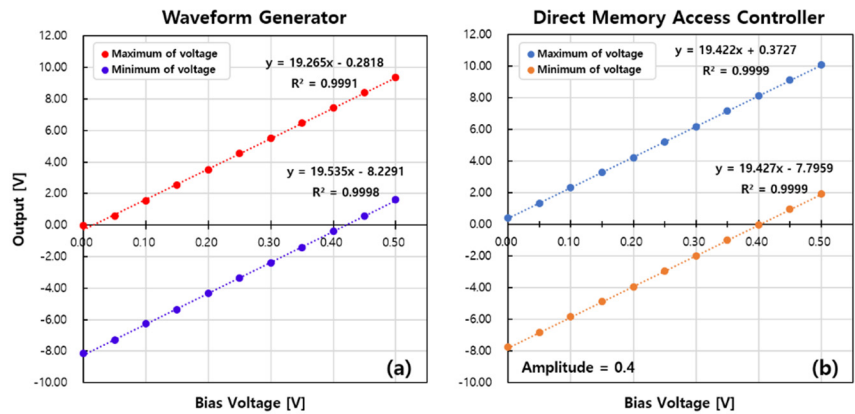 Waveform Generator
Maximum of voltage
Minimum of voltage
y = 19.265x - 0.2818
R² = 0.9991
y = 19.535x - 8.2291
R² = 0.9998
10.00
8.00
6.00
4.00
2.00
0.00
-2.00
-4.00
-6.00
-8.00
-10.00
0.00 0.10 0.20 0.30 0.40 0.50
Output [V]
(a)
Bias Voltage [V]
Direct Memory Access Controller
Maximum of voltage
Minimum of voltage
y = 19.422x + 0.3727
R² = 0.9999
y = 19.427x - 7.7959
R² = 0.9999
12.00
10.00
8.00
6.00
4.00
2.00
0.00
-2.00
-4.00
-6.00
-8.00
-10.00
0.00 0.10 0.20 0.30 0.40 0.50
Amplitude = 0.4
(b)
Bias Voltage [V]